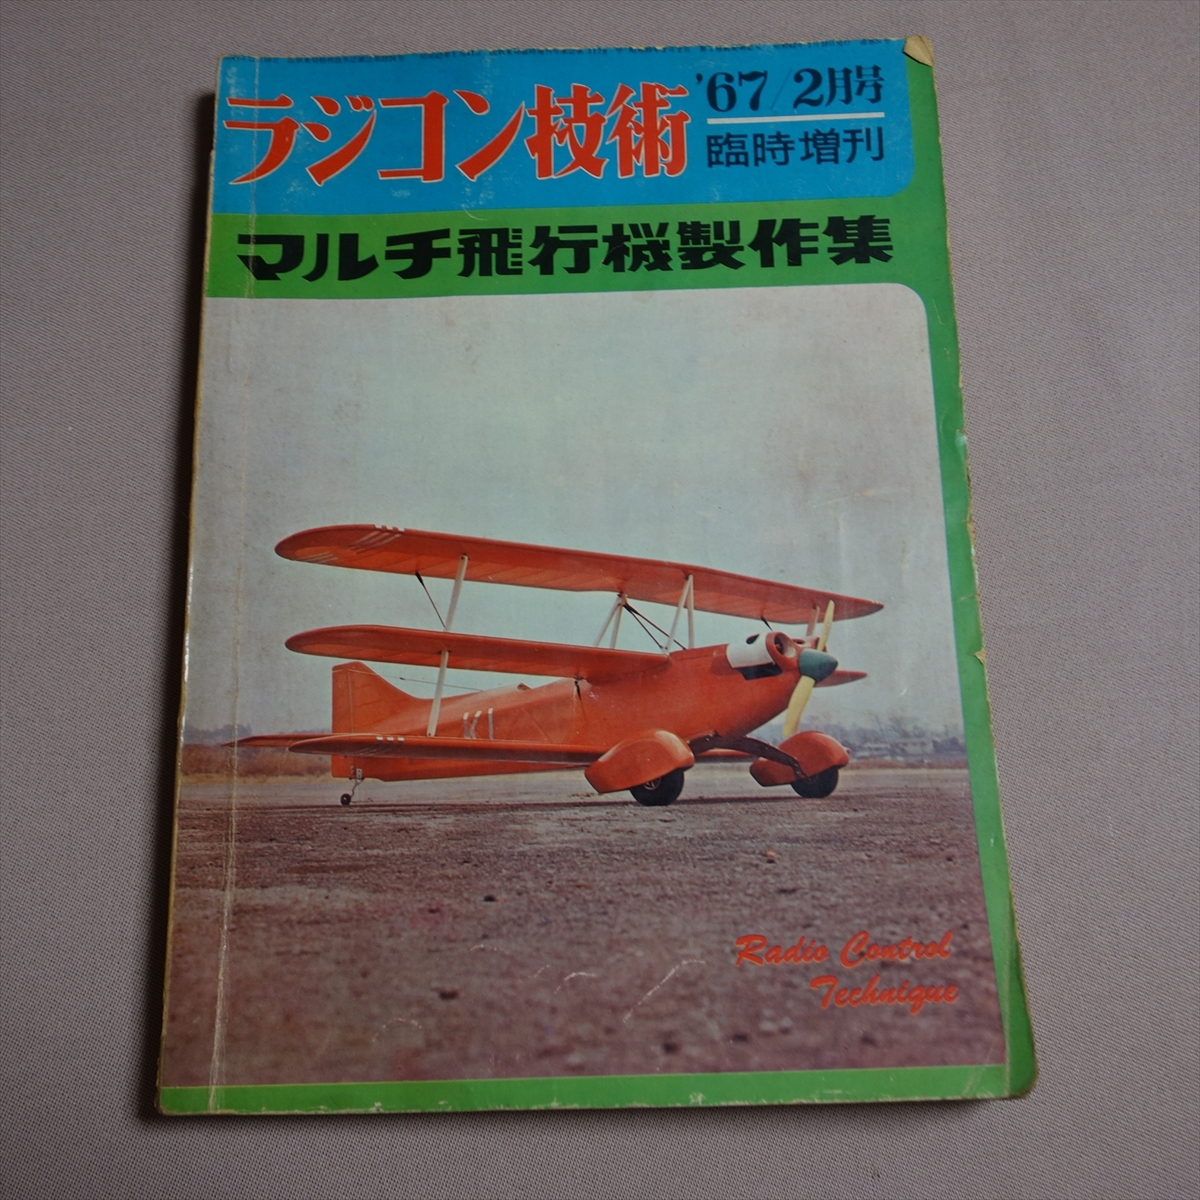 ラジコン技術
'67/2月号
臨時増刊
マルチ飛行機製作集
K1
Radio Control
Technique